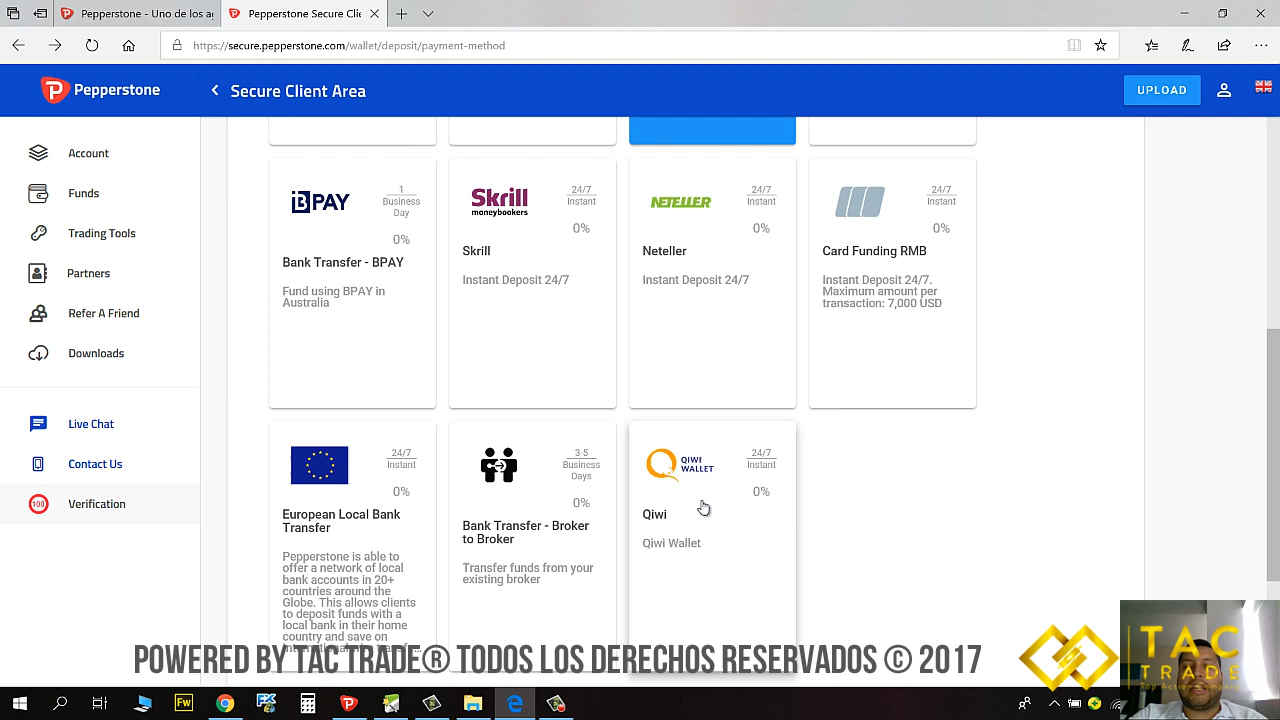 Pepperstone - Uno de los ag
Pepperstone Secure Clie
https://secure.pepperstone.com/wallet/deposit/payment-method
Pepperstone
Secure Client Area
UPLOAD
Account
Funds
Trading Tools
Partners
Refer A Friend
Downloads
Live Chat
Contact Us
100
Verification
BPAY
1
Business
Day
0%
Bank Transfer - BPAY
Fund using BPAY in
Australia
Skrill
moneybookers
24/7
Instant
0%
Skrill
Instant Deposit 24/7
NETELLER
24/7
Instant
0%
Neteller
Instant Deposit 24/7
24/7
Instant
0%
Card Funding RMB
Instant Deposit 24/7.
Maximum amount per
transaction: 7,000 USD
24/7
Instant
0%
European Local Bank
Transfer
Pepperstone is able to
offer a network of local
bank accounts in 20+
countries around the
Globe. This allows clients
to deposit funds with a
local bank in their home
country and save on
3-5
Business
Days
0%
Bank Transfer - Broker
to Broker
Transfer funds from your
existing broker
QIWI
WALLET
24/7
Instant
0%
Qiwi
Qiwi Wallet
POWERED BY TAC TRADE® TODOS LOS DERECHOS RESERVADOS © 2017
TAC
TRADE
Fw